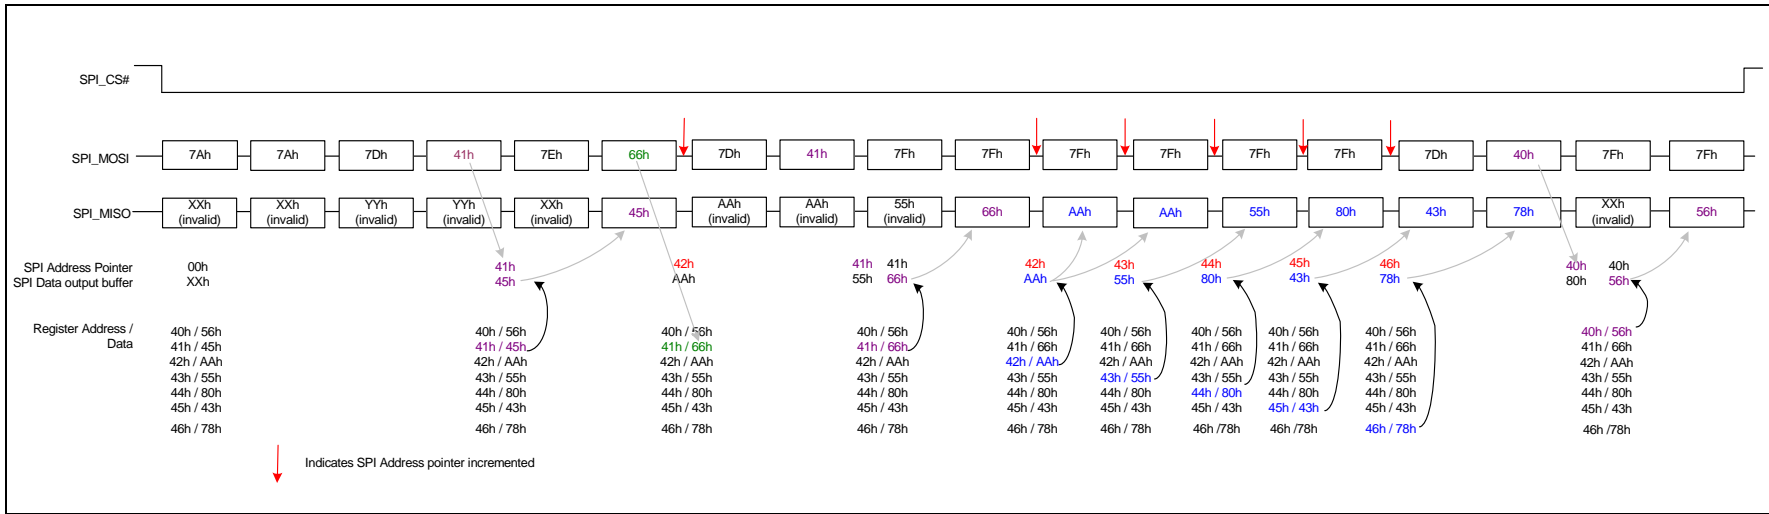 SPI_CS#
SPI_MOSI 7Ah 7Ah 7Dh 41h 7Eh 66h 7Dh 41h 7Fh 7Fh 7Fh 7Fh 7Fh 7Fh 7Dh 40h 7Fh 7Fh
SPI_MISO XXh XXh YYh YYh XXh 45h AAh AAh 55h 66h AAh AAh 55h 80h 43h 78h XXh 56h
(invalid) (invalid) (invalid) (invalid) (invalid) (invalid) (invalid) (invalid) (invalid)
SPI Address Pointer 00h 41h 42h 41h 41h 42h 43h 44h 45h 46h 40h 40h
SPI Data output buffer XXh 45h AAh 55h 66h AAh 55h 80h 43h 78h 80h 56h
Register Address / 40h / 56h 40h / 56h 40h / 56h 40h / 56h 40h / 56h 40h / 56h 40h / 56h 40h / 56h 40h / 56h 40h / 56h
Data 41h / 45h 41h / 45h 41h / 66h 41h / 66h 41h / 66h 41h / 66h 41h / 66h 41h / 66h 41h / 66h 41h / 66h
42h / AAh 42h / AAh 42h / AAh 42h / AAh 42h / AAh 42h / AAh 42h / AAh 42h / AAh 42h / AAh 42h / AAh
43h / 55h 43h / 55h 43h / 55h 43h / 55h 43h / 55h 43h / 55h 43h / 55h 43h / 55h 43h / 55h 43h / 55h
44h / 80h 44h / 80h 44h / 80h 44h / 80h 44h / 80h 44h / 80h 44h / 80h 44h / 80h 44h / 80h 44h / 80h
45h / 43h 45h / 43h 45h / 43h 45h / 43h 45h / 43h 45h / 43h 45h / 43h 45h / 43h 45h / 43h 45h / 43h
46h / 78h 46h / 78h 46h / 78h 46h / 78h 46h / 78h 46h / 78h 46h /78h 46h /78h 46h / 78h 46h /78h
Indicates SPI Address pointer incremented